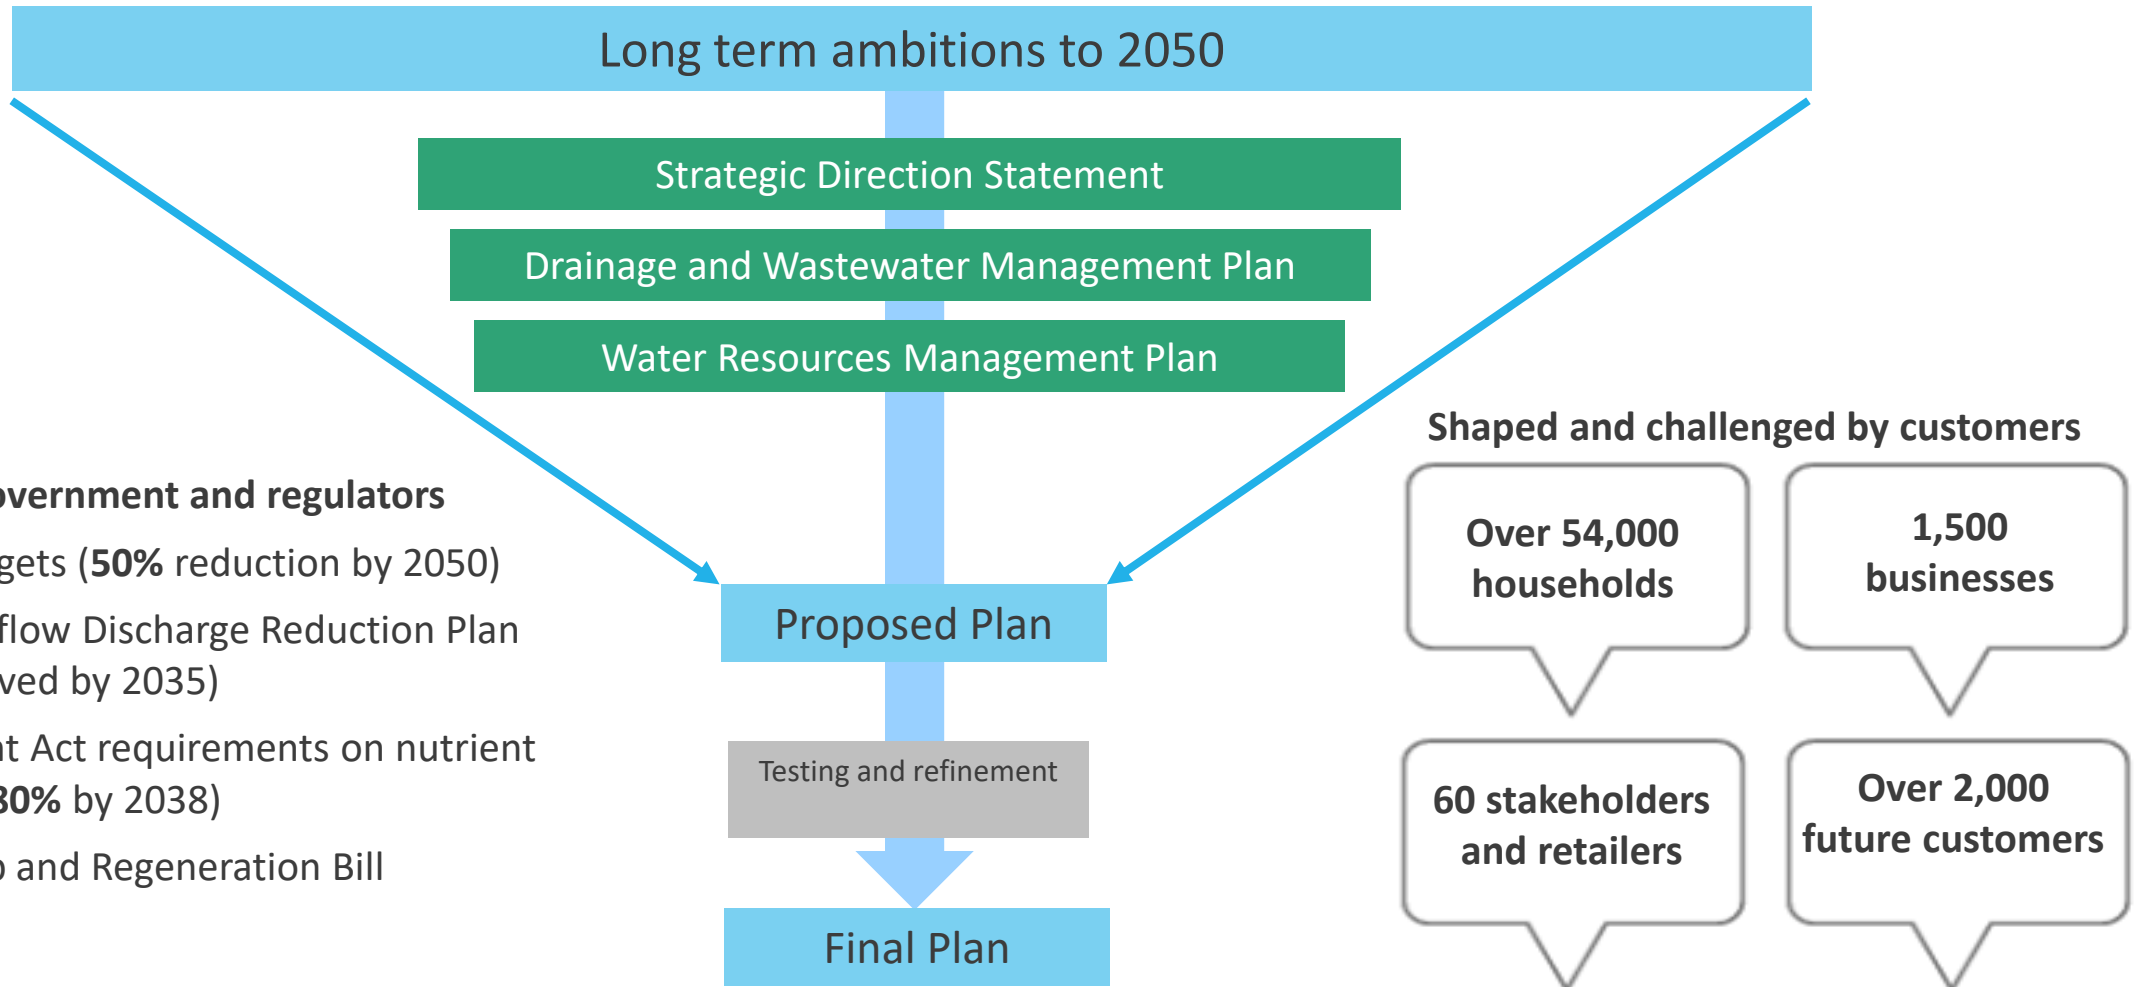 Long term ambitions to 2050
Strategic Direction Statement
Drainage and Wastewater Management Plan
Water Resources Management Plan
overnment and regulators
gets (50% reduction by 2050)
flow Discharge Reduction Plan
ved by 2035)
t Act requirements on nutrient
80% by 2038)
and Regeneration Bill
Proposed Plan
Testing and refinement
Final Plan
Shaped and challenged by customers
Over 54,000
households
1,500
businesses
60 stakeholders
and retailers
Over 2,000
future customers